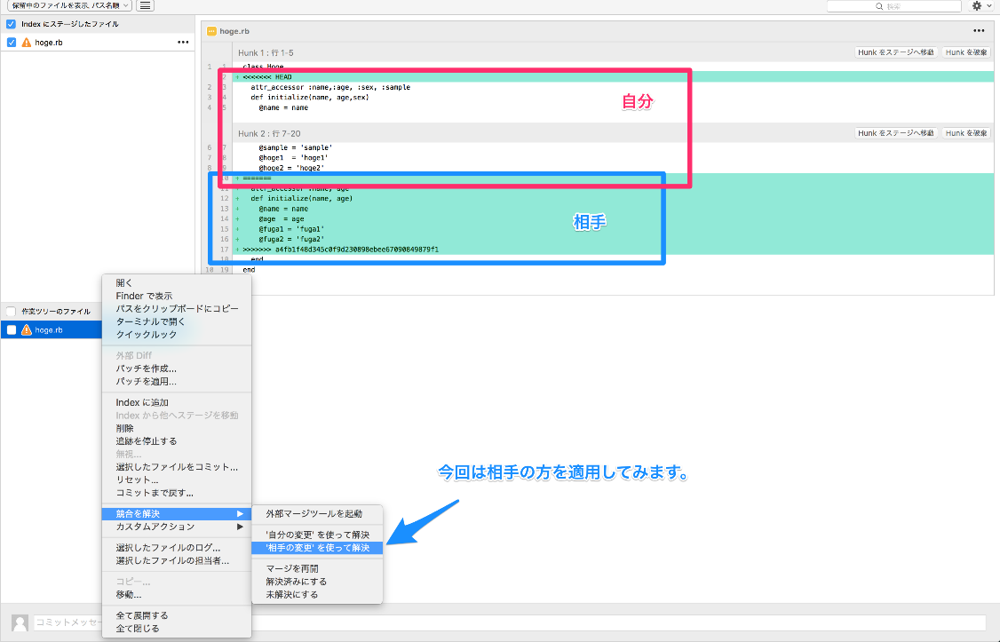 保留中のファイルを表示, パス名順
検索
Index にステージしたファイル
hoge.rb
hoge.rb
Hunk 1 : 行 1-5
Hunk をステージへ移動
Hunk を破棄
1 1 class Hoge
2 + <<<<<<< HEAD
2 3 attr_accessor :name,:age, :sex, :sample
3 4 def initialize(name, age,sex)
4 5 @name = name
自分
Hunk 2 : 行 7-20
Hunk をステージへ移動
Hunk を破棄
6 7 @sample = 'sample'
7 8 @hoge1 = 'hoge1'
8 9 @hoge2 = 'hoge2'
10 + =======
11 + attr_accessor :name, age
12 + def initialize(name, age)
13 + @name = name
14 + @age = age
15 + @fuga1 = 'fuga1'
16 + @fuga2 = 'fuga2'
17 + >>>>>>> a4fb1f48d345c0f9d230898ebee67090849879f1
18 end
10 19 end
相手
作業ツリーのファイル
hoge.rb
開く
Finder で表示
パスをクリップボードにコピー
ターミナルで開く
クイックルック
外部 Diff
パッチを作成...
パッチを適用...
Index に追加
Index から他へステージを移動
削除
追跡を停止する
無視...
選択したファイルをコミット...
リセット...
コミットまで戻す...
競合を解決
カスタムアクション
選択したファイルのログ...
選択したファイルの担当者...
コピー...
移動...
全て展開する
全て閉じる
外部マージツールを起動
'自分の変更' を使って解決
'相手の変更' を使って解決
マージを再開
解決済みにする
未解決にする
今回は相手の方を適用してみます。
コミットメッセー